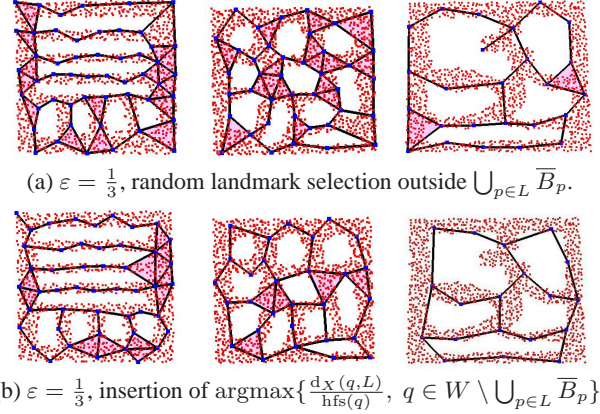 (a) ε = 1/3, random landmark selection outside ⋃_{p∈L} B̅_p.
b) ε = 1/3, insertion of argmax{d_X(q,L)/hfs(q), q ∈ W \ ⋃_{p∈L} B̅_p}